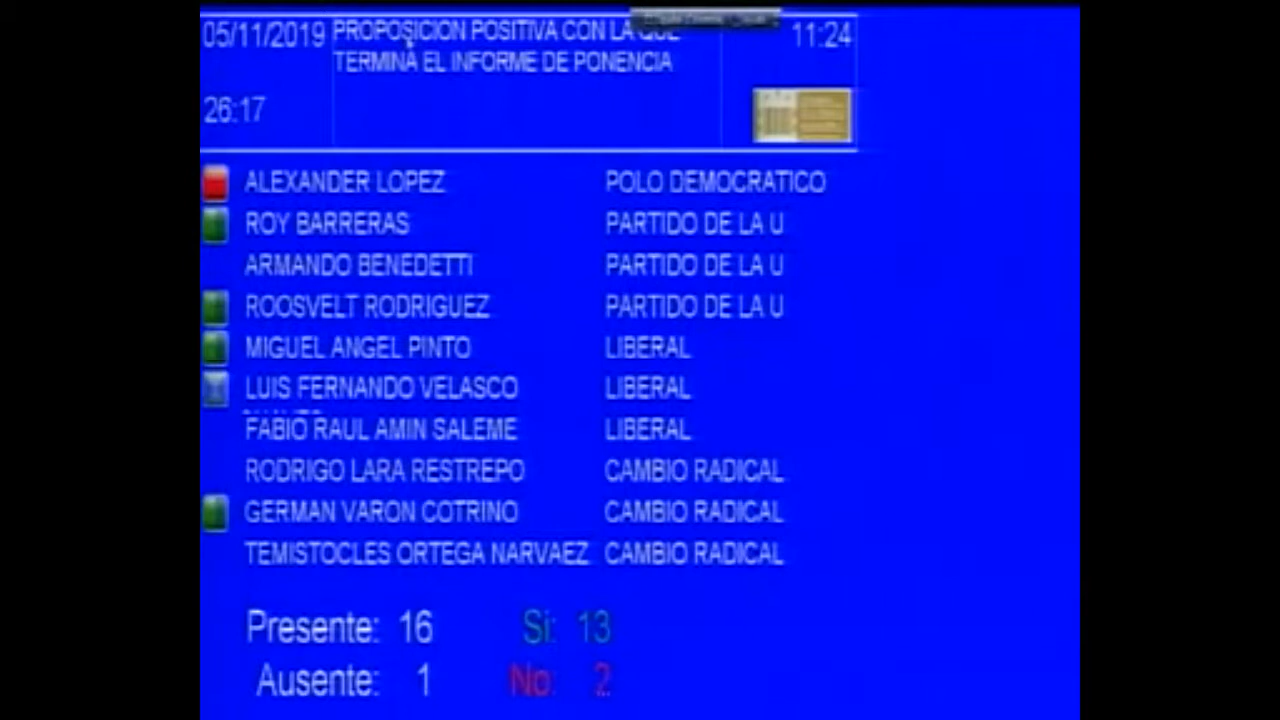 05/11/2019 PROPOSICION POSITIVA CON LA QUE 11:24
TERMINA EL INFORME DE PONENCIA
26:17
ALEXANDER LOPEZ POLO DEMOCRATICO
ROY BARRERAS PARTIDO DE LA U
ARMANDO BENEDETTI PARTIDO DE LA U
ROOSVELT RODRIGUEZ PARTIDO DE LA U
MIGUEL ANGEL PINTO LIBERAL
LUIS FERNANDO VELASCO LIBERAL
FABIO RAUL AMIN SALEME LIBERAL
RODRIGO LARA RESTREPO CAMBIO RADICAL
GERMAN VARON COTRINO CAMBIO RADICAL
TEMISTOCLES ORTEGA NARVAEZ CAMBIO RADICAL
Presente: 16 Si: 13
Ausente: 1 No: 2